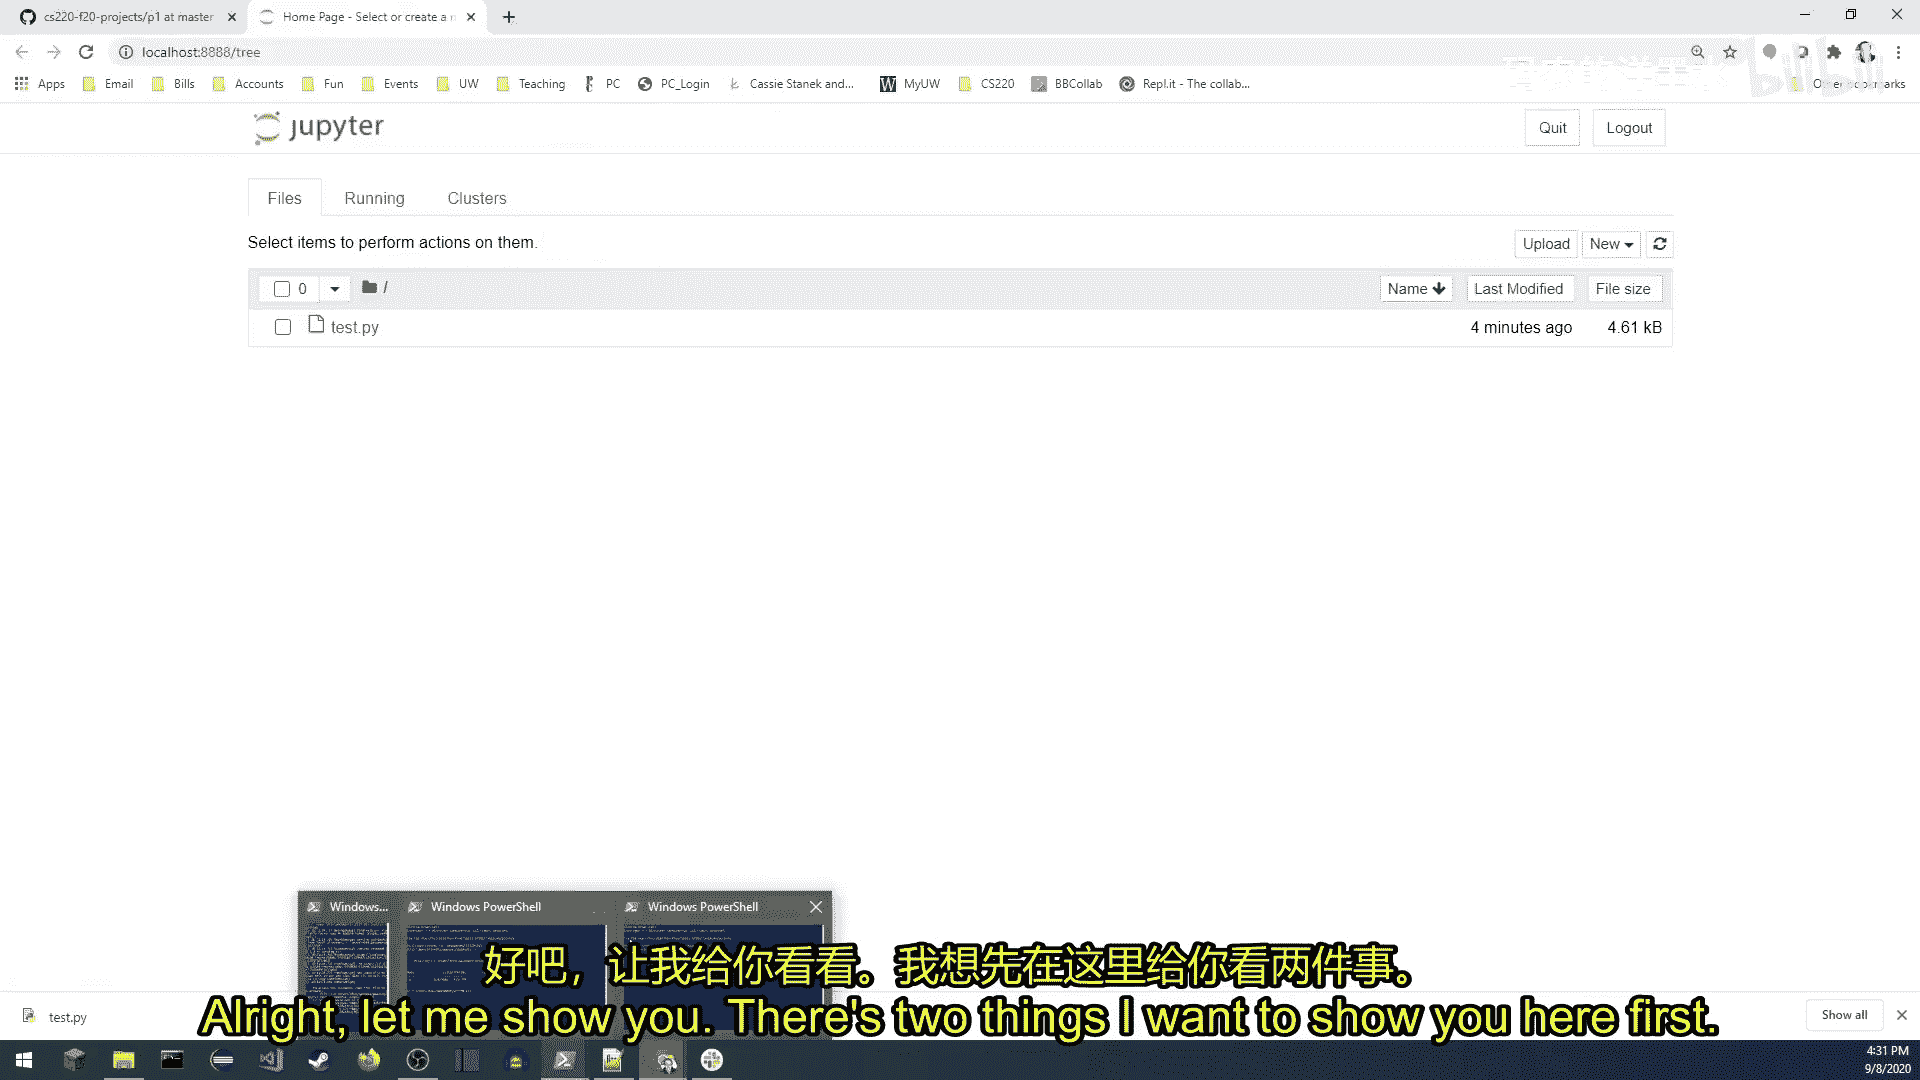 cs220-f20-projects/p1 at master
Home Page - Select or create a n
localhost:8888/tree
Apps Email Bills Accounts Fun Events UW Teaching PC PC_Login Cassie Stanek and... MyUW CS220 BBCollab Repl.it - The collab...
jupyter
Quit Logout
Files Running Clusters
Select items to perform actions on them.
Upload New
0 / Name Last Modified File size
test.py 4 minutes ago 4.61 kB
Windows... Windows PowerShell Windows PowerShell
好吧，让我给你看看。我想先在这里给你看两件事。
Alright, let me show you. There's two things I want to show you here first.
test.py Show all
4:31 PM
9/8/2020